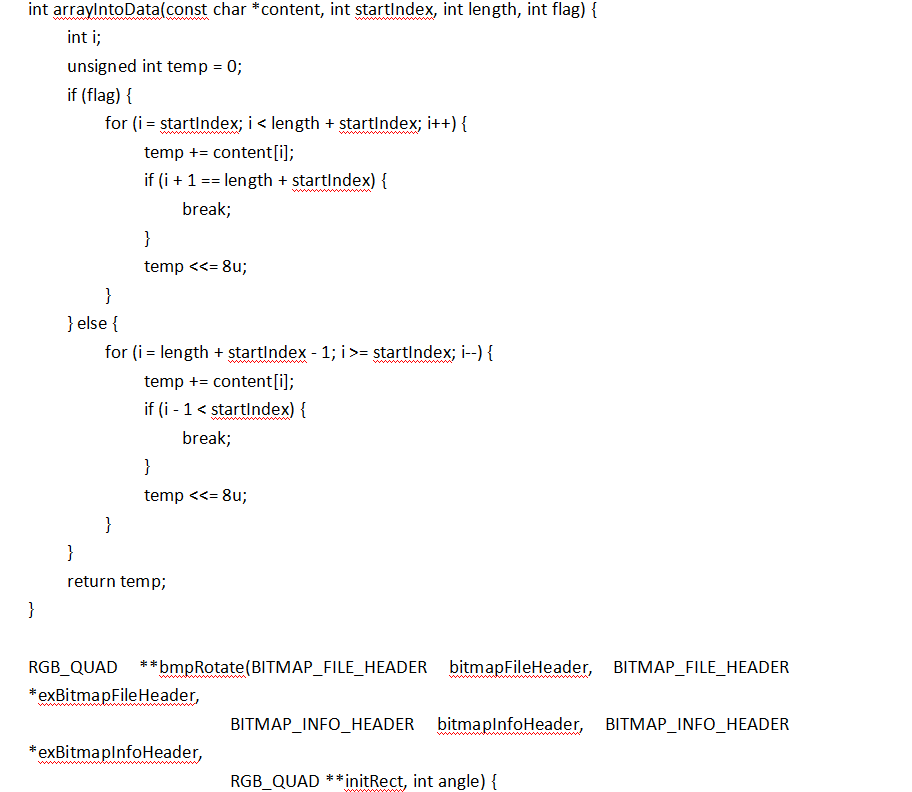 int arrayIntoData(const char *content, int startIndex, int length, int flag) {
int i;
unsigned int temp = 0;
if (flag) {
for (i = startIndex; i < length + startIndex; i++) {
temp += content[i];
if (i + 1 == length + startIndex) {
break;
}
temp <<= 8u;
}
} else {
for (i = length + startIndex - 1; i >= startIndex; i--) {
temp += content[i];
if (i - 1 < startIndex) {
break;
}
temp <<= 8u;
}
}
return temp;
}
RGB_QUAD **bmpRotate(BITMAP_FILE_HEADER bitmapFileHeader, BITMAP_FILE_HEADER
*exBitmapFileHeader,
BITMAP_INFO_HEADER bitmapInfoHeader, BITMAP_INFO_HEADER
*exBitmapInfoHeader,
RGB_QUAD **initRect, int angle) {